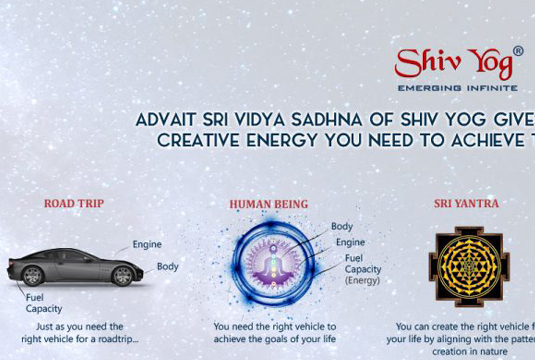 Shiv Yog®
EMERGING INFINITE
ADVAIT SRI VIDYA SADHNA OF SHIV YOG GIVE
CREATIVE ENERGY YOU NEED TO ACHIEVE T
ROAD TRIP
Engine
Body
Fuel
Capacity
Just as you need the
right vehicle for a roadtrip...
HUMAN BEING
Body
Engine
Fuel
Capacity
(Energy)
You need the right vehicle to
achieve the goals of your life
SRI YANTRA
You can create the right vehicle f
your life by aligning with the patter
creation in nature